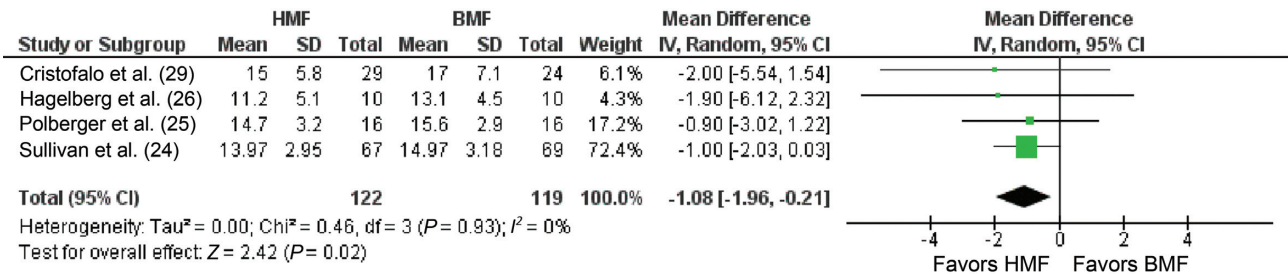 HMF BMF Mean Difference Mean Difference
Study or Subgroup Mean SD Total Mean SD Total Weight IV, Random, 95% CI IV, Random, 95% CI
Cristofalo et al. (29) 15 5.8 29 17 7.1 24 6.1% -2.00 [-5.54, 1.54]
Hagelberg et al. (26) 11.2 5.1 10 13.1 4.5 10 4.3% -1.90 [-6.12, 2.32]
Polberger et al. (25) 14.7 3.2 16 15.6 2.9 16 17.2% -0.90 [-3.02, 1.22]
Sullivan et al. (24) 13.97 2.95 67 14.97 3.18 69 72.4% -1.00 [-2.03, 0.03]
Total (95% CI) 122 119 100.0% -1.08 [-1.96, -0.21]
Heterogeneity: Tau² = 0.00; Chi² = 0.46, df = 3 (P = 0.93); I² = 0%
Test for overall effect: Z = 2.42 (P = 0.02)
-4 -2 0 2 4
Favors HMF Favors BMF